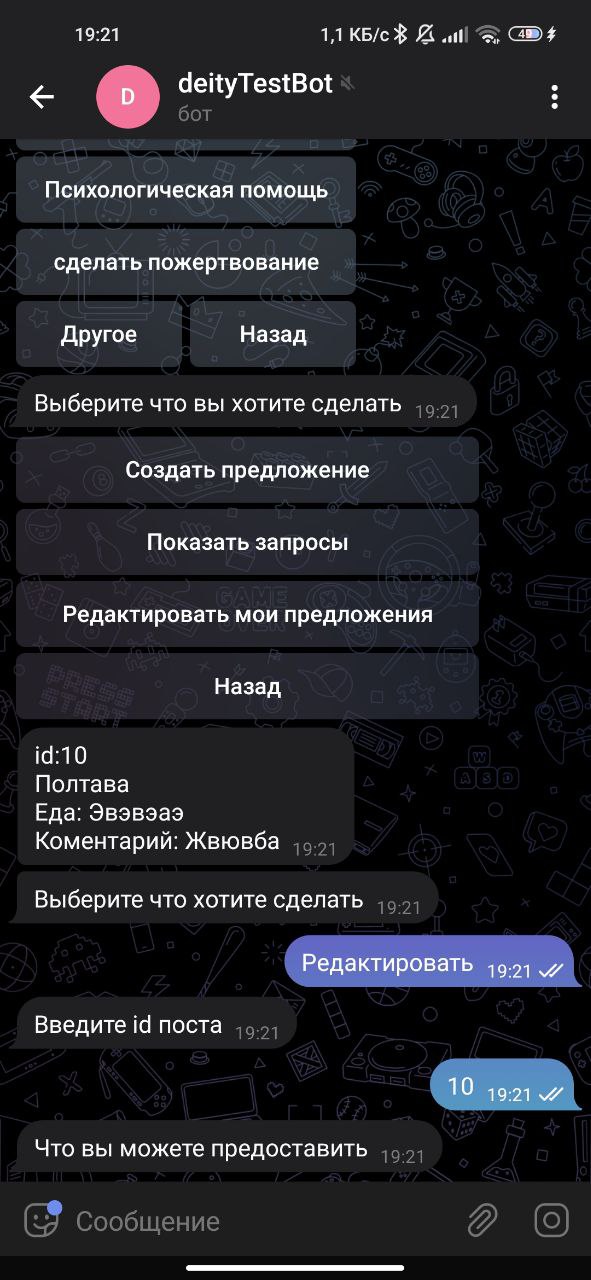 19:21
1,1 КБ/с
49
D
deityTestBot
бот
Психологическая помощь
сделать пожертвование
Другое
Назад
Выберите что вы хотите сделать 19:21
Создать предложение
Показать запросы
Редактировать мои предложения
Назад
id:10
Полтава
Еда: Эвэвэаэ
Коментарий: Жвювба 19:21
Выберите что хотите сделать 19:21
Редактировать 19:21
Введите id поста 19:21
10 19:21
Что вы можете предоставить 19:21
Сообщение